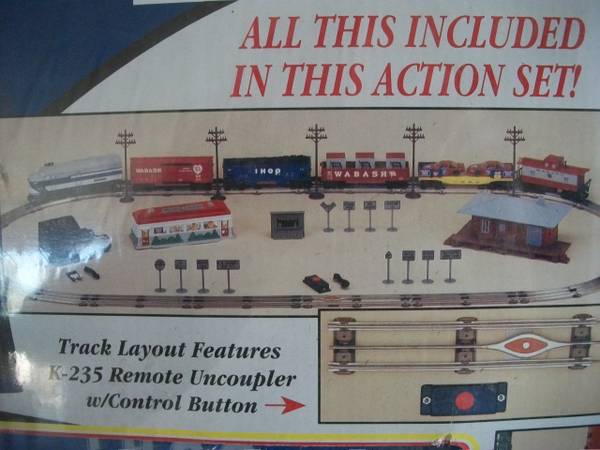 ALL THIS INCLUDED
IN THIS ACTION SET!
WABASH
IHOP
WABASH
Track Layout Features
K-235 Remote Uncoupler
w/Control Button